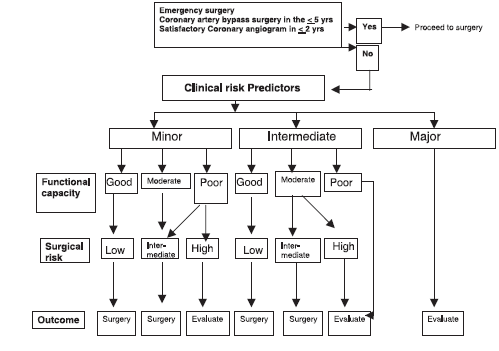 Emergency surgery
Coronary artery bypass surgery in the ≤ 5 yrs
Satisfactory Coronary angiogram in ≤ 2 yrs
Yes
Proceed to surgery
No
Clinical risk Predictors
Minor
Intermediate
Major
Functional
capacity
Good
Moderate
Poor
Good
Moderate
Poor
Surgical
risk
Low
Inter-
mediate
High
Low
Inter-
mediate
High
Outcome
Surgery
Surgery
Evaluate
Surgery
Surgery
Evaluate
Evaluate